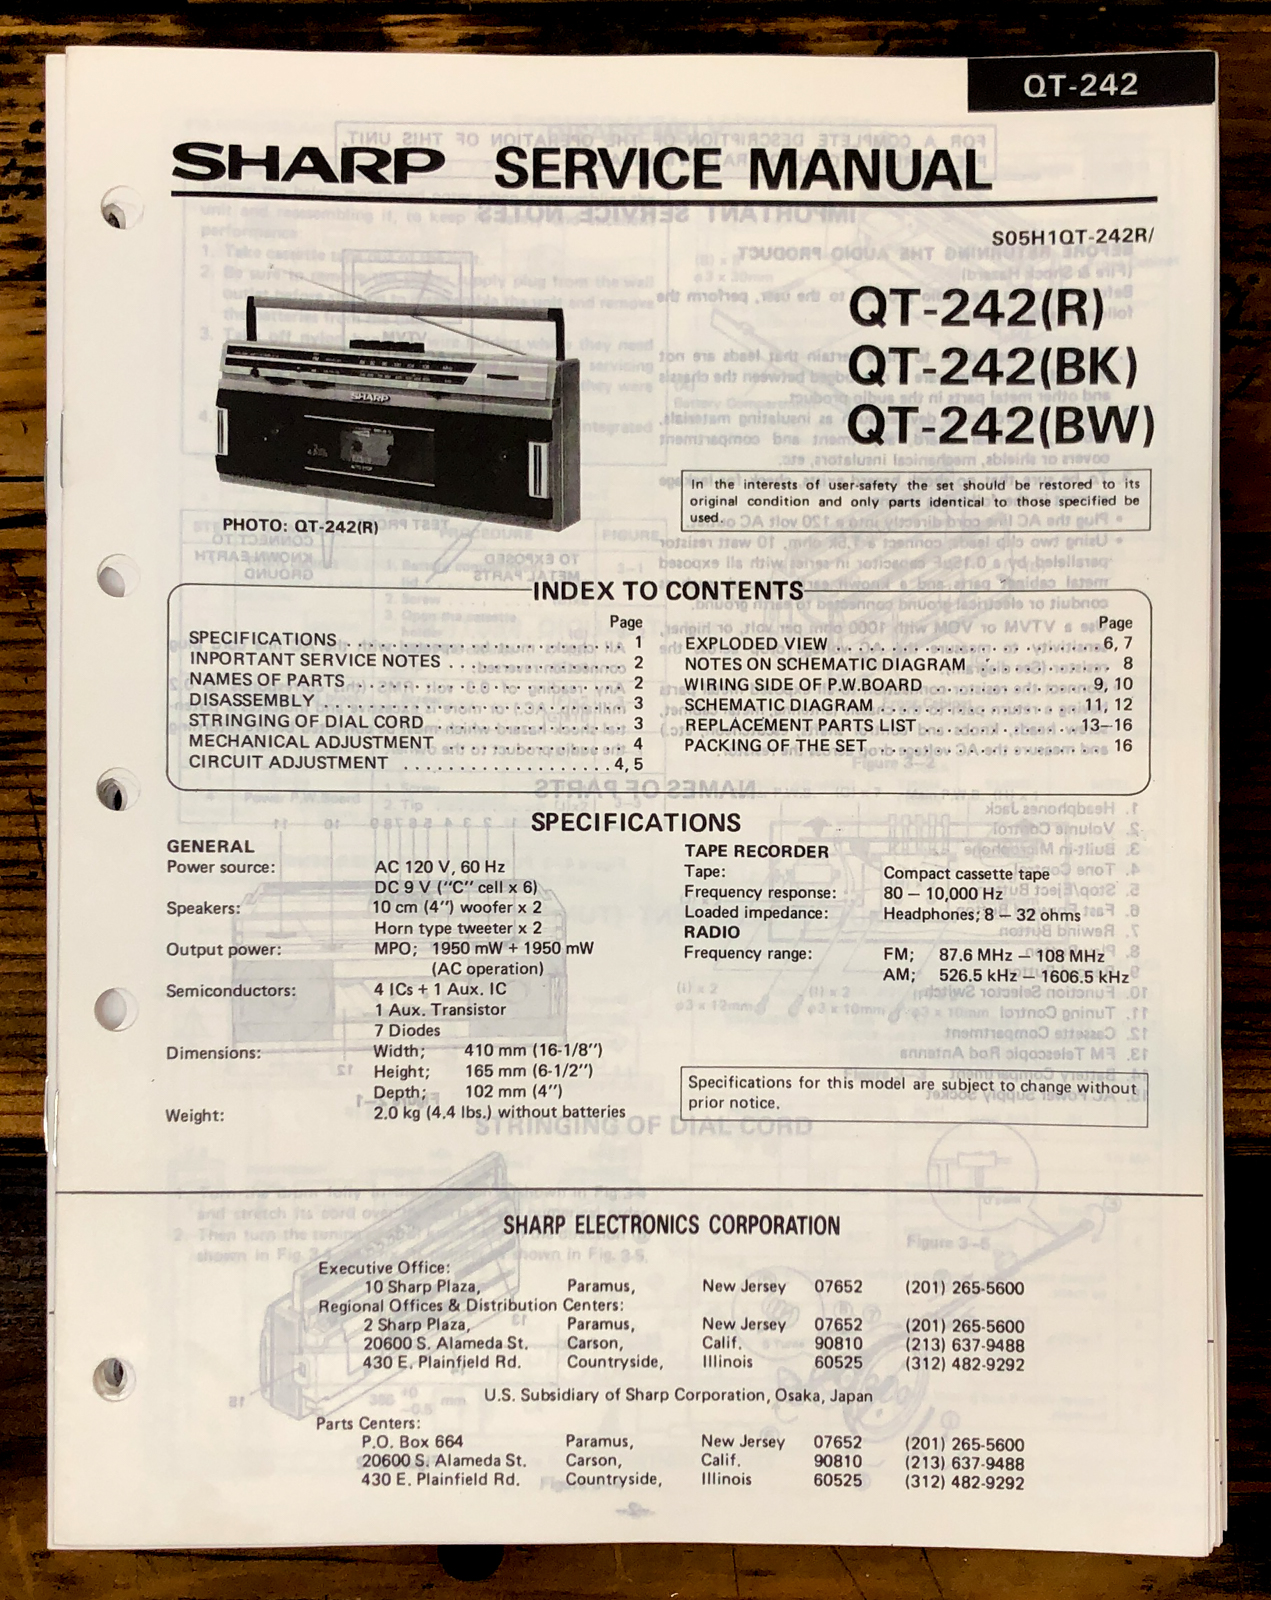 QT-242
SHARP SERVICE MANUAL
S05H1QT-242R/
QT-242(R)
QT-242(BK)
QT-242(BW)
SHARP
PHOTO: QT-242(R)
In the interests of user-safety the set should be restored to its
original condition and only parts identical to those specified be
used.
INDEX TO CONTENTS
Page
SPECIFICATIONS . . . . . . . . . . . . . . . . . . . . . . 1
INPORTANT SERVICE NOTES . . . . . . . . . . . . . . 2
NAMES OF PARTS . . . . . . . . . . . . . . . . . . . . . 2
DISASSEMBLY . . . . . . . . . . . . . . . . . . . . . . . . 3
STRINGING OF DIAL CORD . . . . . . . . . . . . . . . 3
MECHANICAL ADJUSTMENT . . . . . . . . . . . . . . 4
CIRCUIT ADJUSTMENT . . . . . . . . . . . . . . . . . . 4, 5
Page
EXPLODED VIEW . . . . . . . . . . . . . . . . . . . . 6, 7
NOTES ON SCHEMATIC DIAGRAM . . . . . . . . . . 8
WIRING SIDE OF P.W.BOARD . . . . . . . . . . . . 9, 10
SCHEMATIC DIAGRAM . . . . . . . . . . . . . . . . 11, 12
REPLACEMENT PARTS LIST . . . . . . . . . . . . 13–16
PACKING OF THE SET . . . . . . . . . . . . . . . . . 16
SPECIFICATIONS
GENERAL
Power source: AC 120 V, 60 Hz
DC 9 V ("C" cell x 6)
Speakers: 10 cm (4") woofer x 2
Horn type tweeter x 2
Output power: MPO; 1950 mW + 1950 mW
(AC operation)
Semiconductors: 4 ICs + 1 Aux. IC
1 Aux. Transistor
7 Diodes
Dimensions: Width; 410 mm (16-1/8")
Height; 165 mm (6-1/2")
Depth; 102 mm (4")
Weight: 2.0 kg (4.4 lbs.) without batteries
TAPE RECORDER
Tape: Compact cassette tape
Frequency response: 80 – 10,000 Hz
Loaded impedance: Headphones; 8 – 32 ohms
RADIO
Frequency range: FM; 87.6 MHz – 108 MHz
AM; 526.5 kHz – 1606.5 kHz
Specifications for this model are subject to change without
prior notice.
SHARP ELECTRONICS CORPORATION
Executive Office:
10 Sharp Plaza, Paramus, New Jersey 07652 (201) 265-5600
Regional Offices & Distribution Centers:
2 Sharp Plaza, Paramus, New Jersey 07652 (201) 265-5600
20600 S. Alameda St. Carson, Calif. 90810 (213) 637-9488
430 E. Plainfield Rd. Countryside, Illinois 60525 (312) 482-9292
U.S. Subsidiary of Sharp Corporation, Osaka, Japan
Parts Centers:
P.O. Box 664 Paramus, New Jersey 07652 (201) 265-5600
20600 S. Alameda St. Carson, Calif. 90810 (213) 637-9488
430 E. Plainfield Rd. Countryside, Illinois 60525 (312) 482-9292